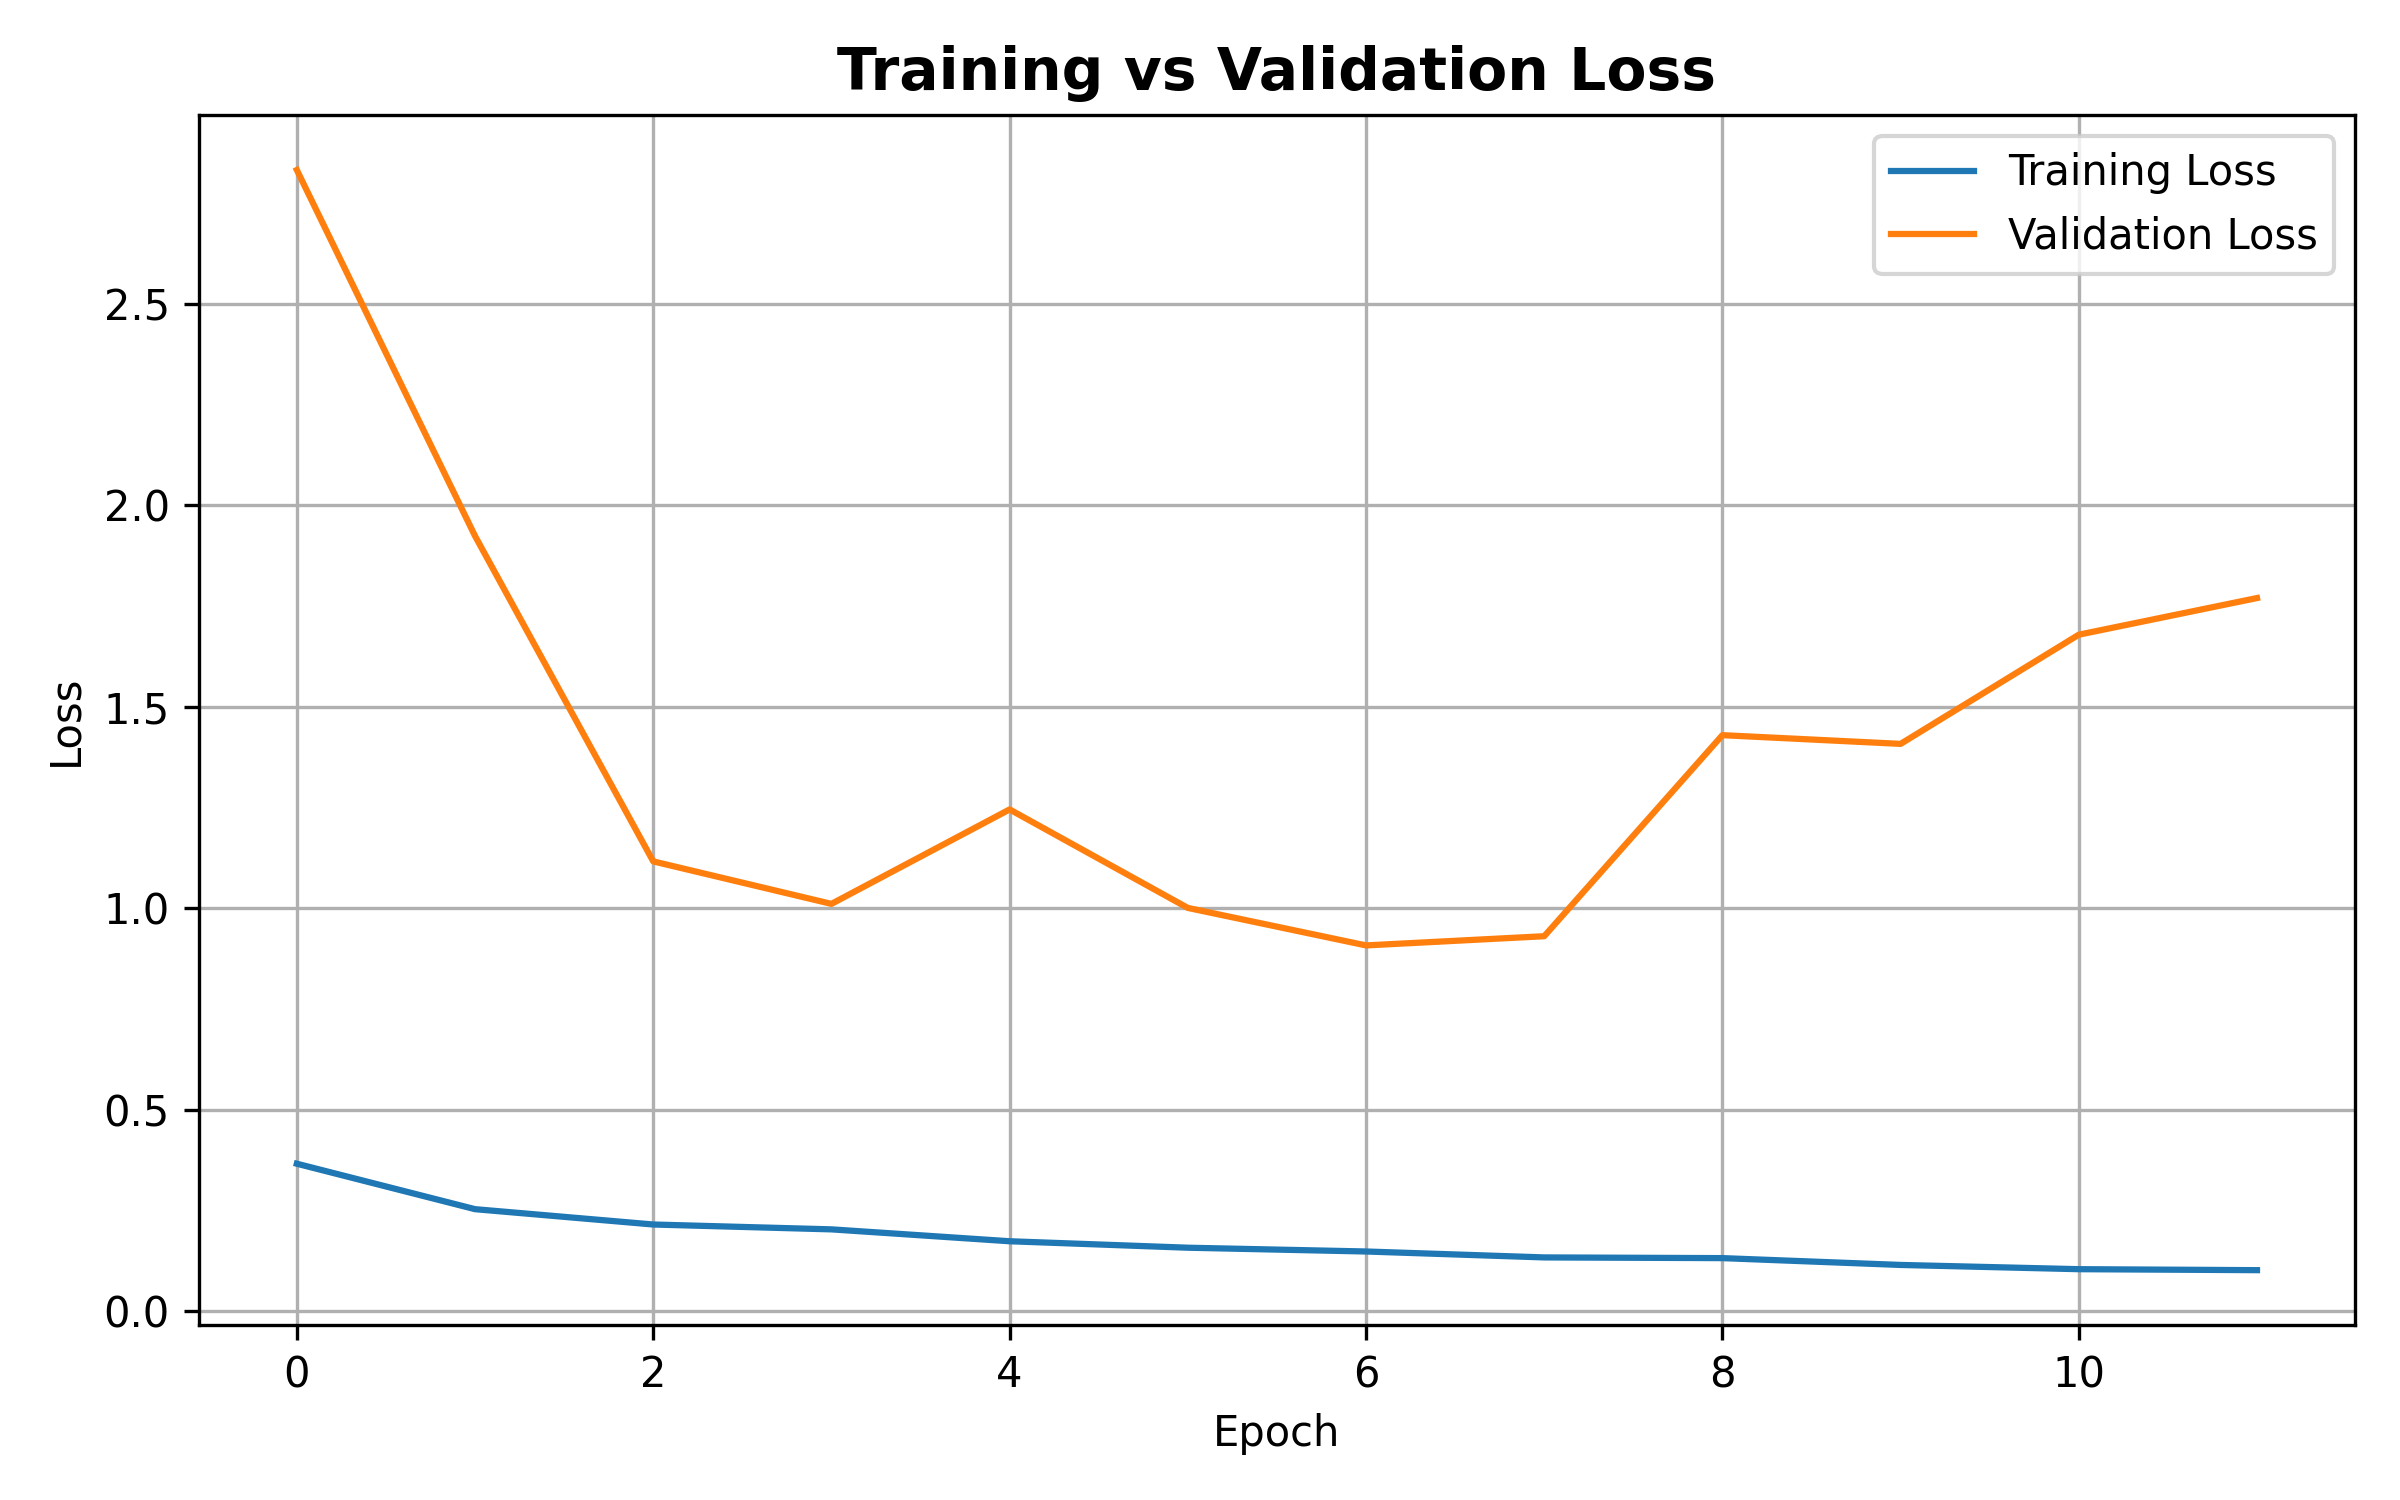 Training vs Validation Loss
Training Loss
Validation Loss
2.5
2.0
1.5
1.0
0.5
0.0
Loss
0 2 4 6 8 10
Epoch